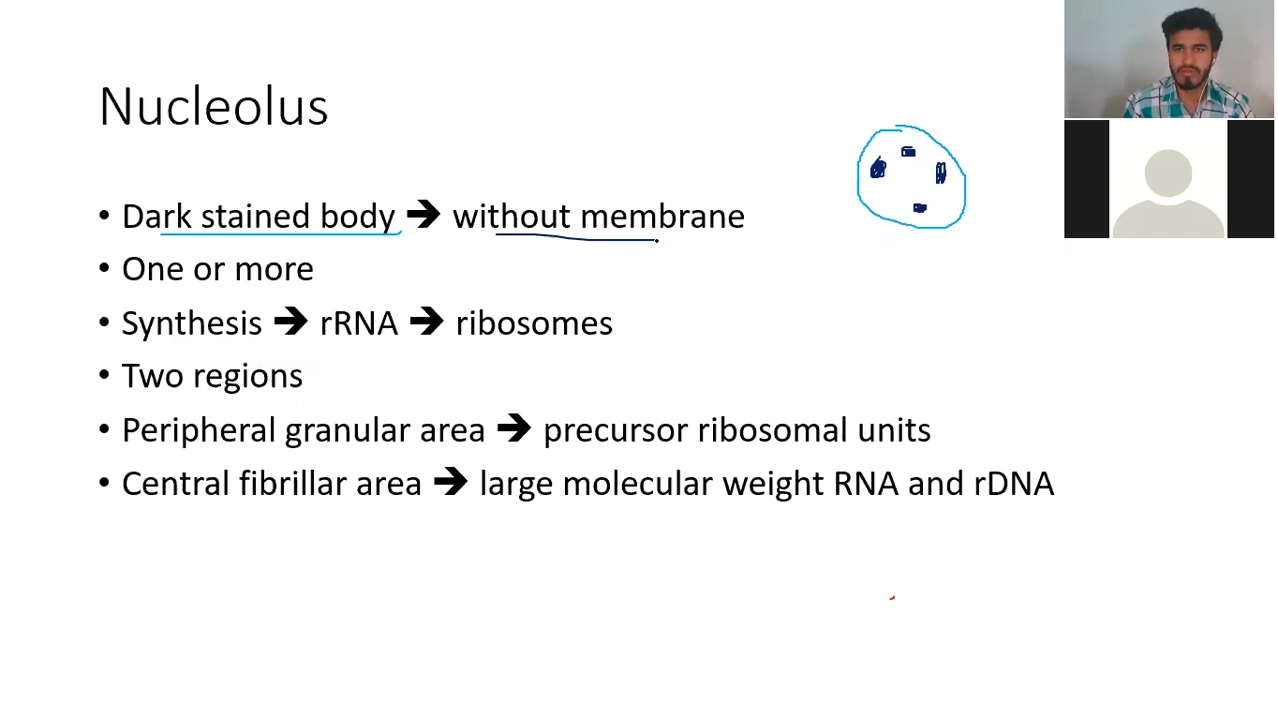 Nucleolus
• Dark stained body ➔ without membrane
• One or more
• Synthesis ➔ rRNA ➔ ribosomes
• Two regions
• Peripheral granular area ➔ precursor ribosomal units
• Central fibrillar area ➔ large molecular weight RNA and rDNA